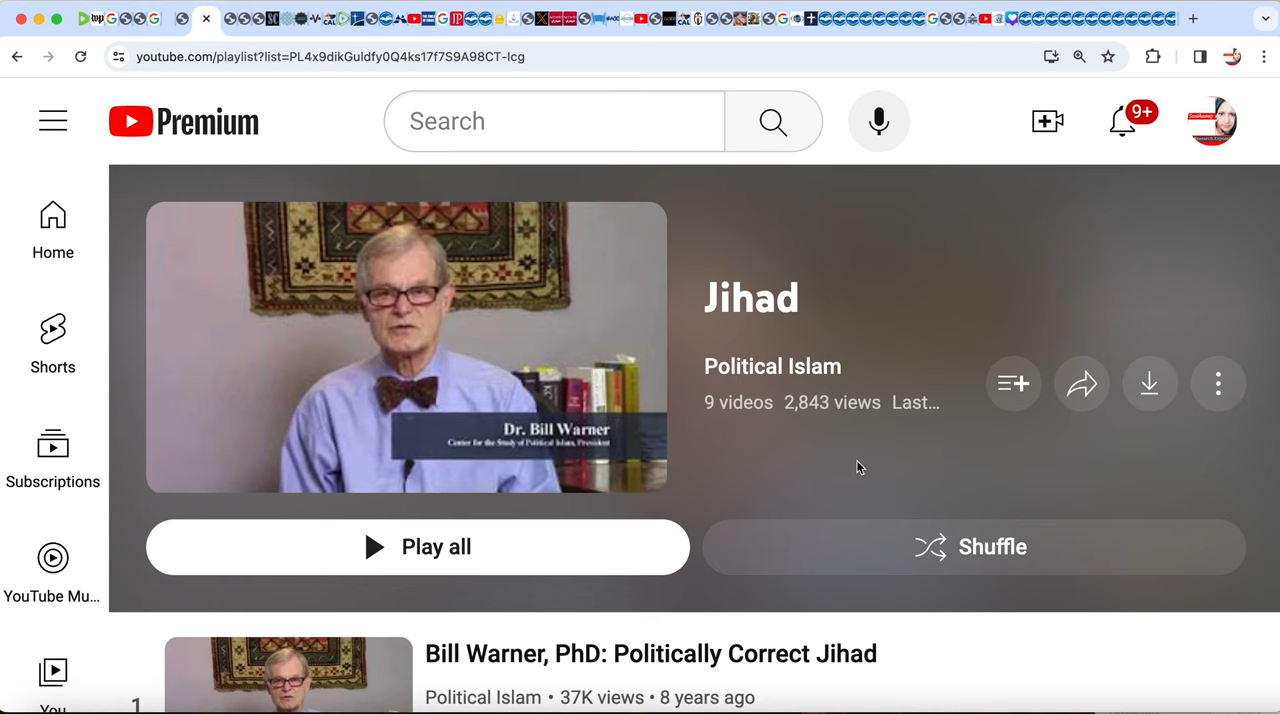 youtube.com/playlist?list=PL4x9dikGuldfy0Q4ks17f7S9A98CT-lcg
Premium
Search
9+
Home
Shorts
Subscriptions
YouTube Mu...
You
Dr. Bill Warner
Center for the Study of Political Islam, President
Jihad
Political Islam
9 videos 2,843 views Last...
Play all
Shuffle
1
Bill Warner, PhD: Politically Correct Jihad
Political Islam • 37K views • 8 years ago